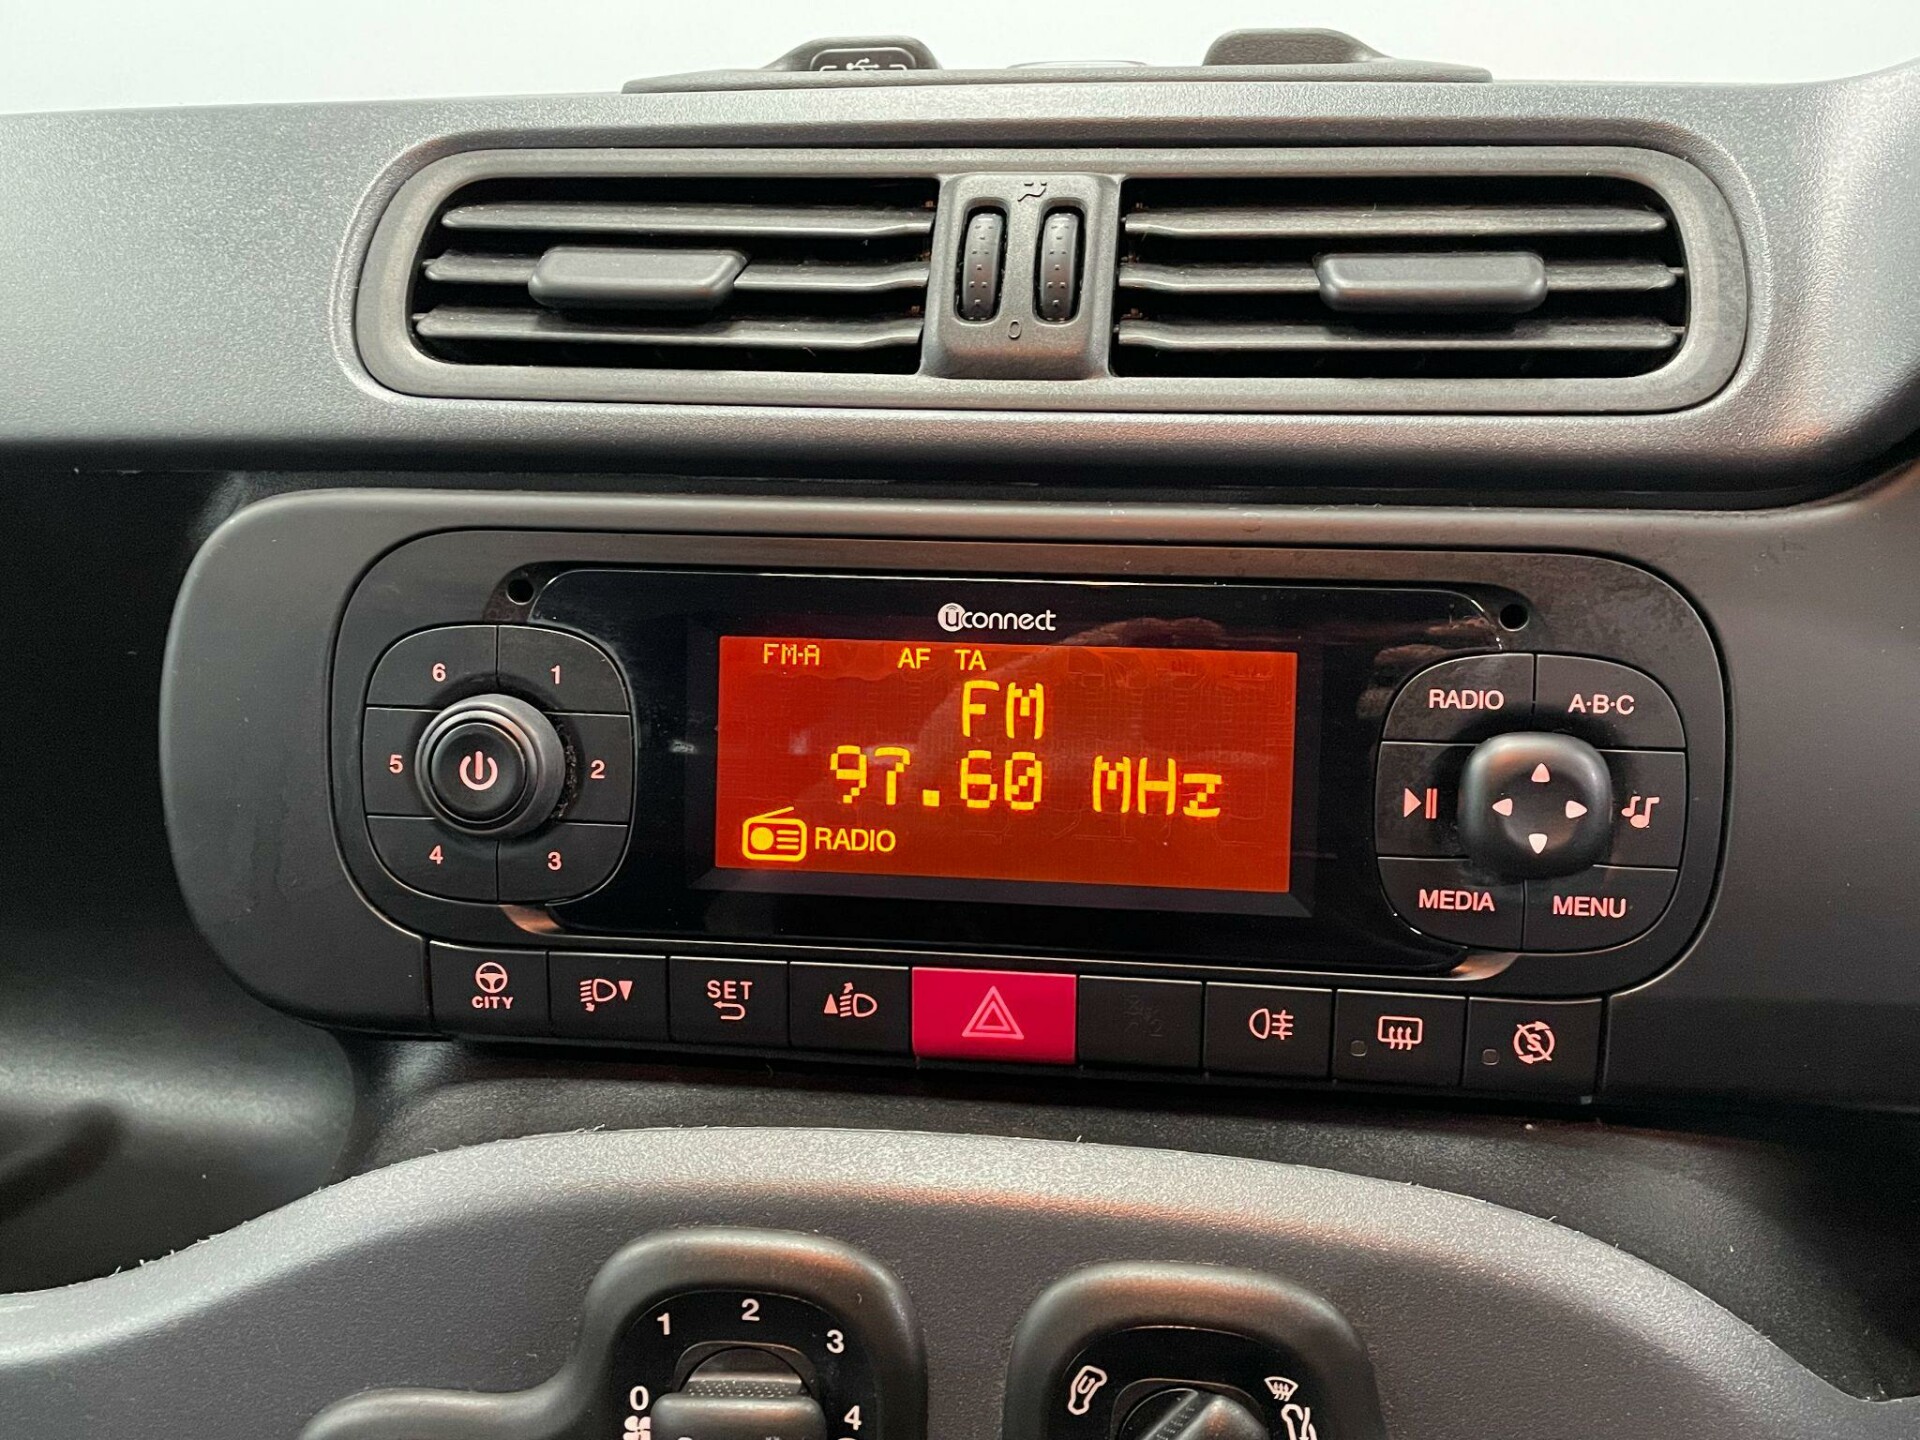 0
uconnect
FM-A AF TA
FM
97.60 MHz
RADIO
6 1
5 2
4 3
RADIO A·B·C
MEDIA MENU
CITY
SET
1 2 3
0 4